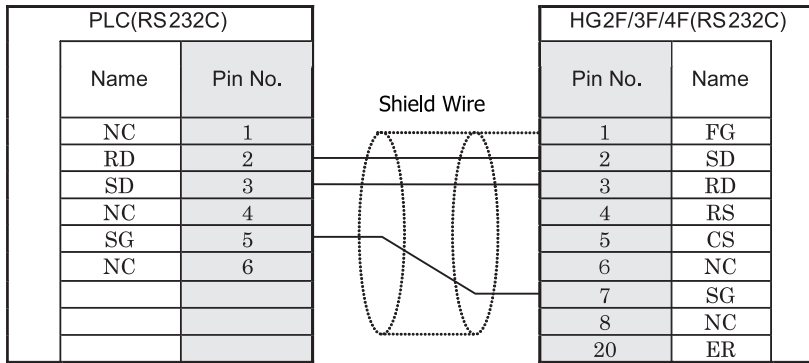 PLC(RS232C) HG2F/3F/4F(RS232C)
Name Pin No. Pin No. Name
Shield Wire
NC 1 1 FG
RD 2 2 SD
SD 3 3 RD
NC 4 4 RS
SG 5 5 CS
NC 6 6 NC
7 SG
8 NC
20 ER